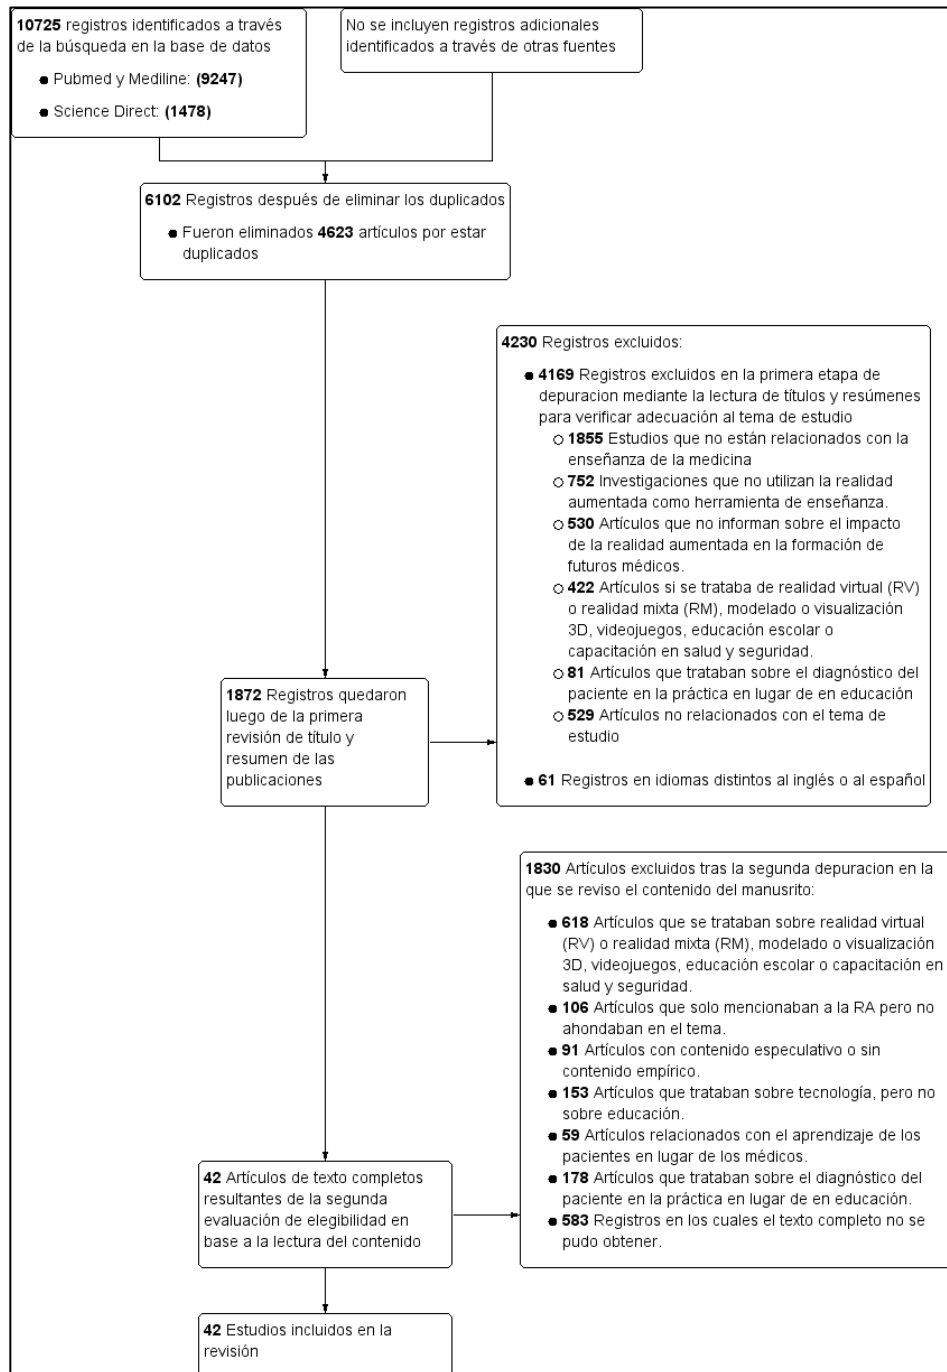 10725 registros identificados a través
de la búsqueda en la base de datos
● Pubmed y Mediline: (9247)
● Science Direct: (1478)
No se incluyen registros adicionales
identificados a través de otras fuentes
6102 Registros después de eliminar los duplicados
● Fueron eliminados 4623 artículos por estar
duplicados
4230 Registros excluidos:
● 4169 Registros excluidos en la primera etapa de
depuracion mediante la lectura de títulos y resúmenes
para verificar adecuación al tema de estudio
○ 1855 Estudios que no están relacionados con la
enseñanza de la medicina
○ 752 Investigaciones que no utilizan la realidad
aumentada como herramienta de enseñanza.
○ 530 Artículos que no informan sobre el impacto
de la realidad aumentada en la formación de
futuros médicos.
○ 422 Artículos si se trataba de realidad virtual (RV)
o realidad mixta (RM), modelado o visualización
3D, videojuegos, educación escolar o
capacitación en salud y seguridad.
○ 81 Artículos que trataban sobre el diagnóstico del
paciente en la práctica en lugar de en educación
○ 529 Artículos no relacionados con el tema de
estudio
● 61 Registros en idiomas distintos al inglés o al español
1872 Registros quedaron
luego de la primera
revisión de título y
resumen de las
publicaciones
1830 Artículos excluidos tras la segunda depuracion en la
que se reviso el contenido del manusrito:
● 618 Artículos que se trataban sobre realidad virtual
(RV) o realidad mixta (RM), modelado o visualización
3D, videojuegos, educación escolar o capacitación en
salud y seguridad.
● 106 Artículos que solo mencionaban a la RA pero no
ahondaban en el tema.
● 91 Artículos con contenido especulativo o sin
contenido empírico.
● 153 Artículos que trataban sobre tecnología, pero no
sobre educación.
● 59 Artículos relacionados con el aprendizaje de los
pacientes en lugar de los médicos.
● 178 Artículos que trataban sobre el diagnóstico del
paciente en la práctica en lugar de en educación.
● 583 Registros en los cuales el texto completo no se
pudo obtener.
42 Artículos de texto completos
resultantes de la segunda
evaluación de elegibilidad en
base a la lectura del contenido
42 Estudios incluidos en la
revisión